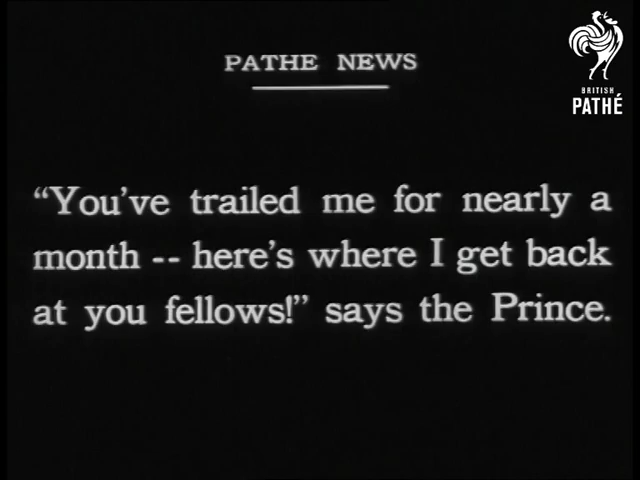 PATHE NEWS
BRITISH
PATHÉ
“You’ve trailed me for nearly a
month -- here’s where I get back
at you fellows!” says the Prince.